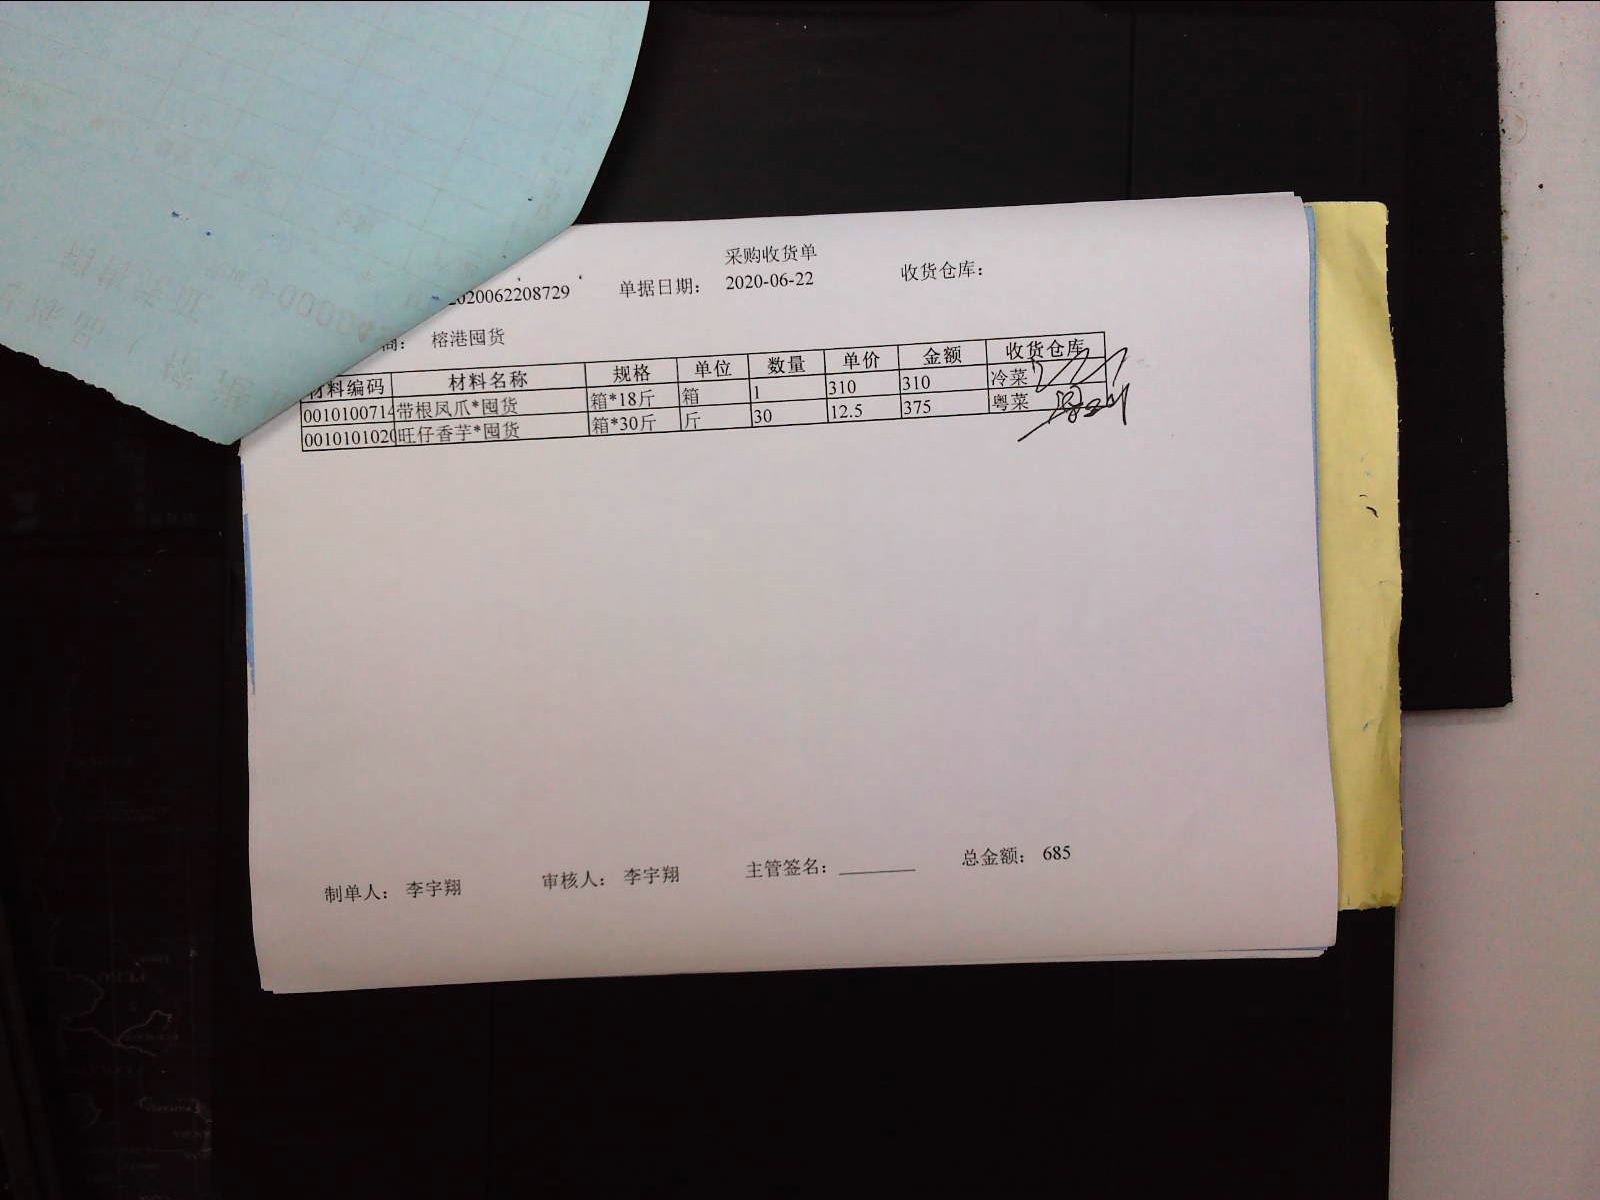 采购收货单
2020062208729 单据日期： 2020-06-22 收货仓库：
商： 榕港囤货
材料编码 材料名称 规格 单位 数量 单价 金额 收货仓库
0010100714 带根凤爪*囤货 箱*18斤 箱 1 310 310 冷菜
0010101020 旺仔香芋*囤货 箱*30斤 斤 30 12.5 375 粤菜
制单人： 李宇翔 审核人： 李宇翔 主管签名： 总金额： 685